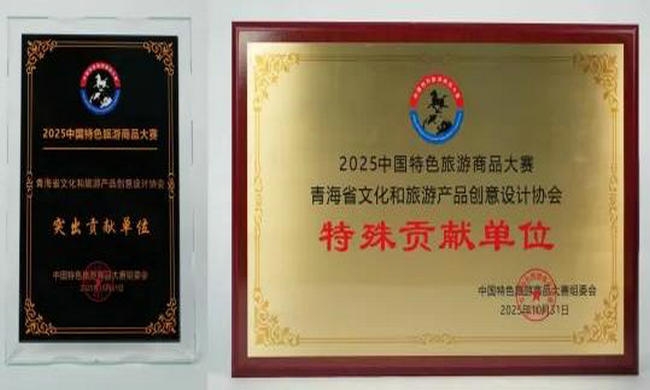 2025中国特色旅游商品大赛
青海省文化和旅游产品创意设计协会
突出贡献单位
中国特色旅游商品大赛组委会
2025中国特色旅游商品大赛
青海省文化和旅游产品创意设计协会
特殊贡献单位
中国特色旅游商品大赛组委会
2025年10月31日